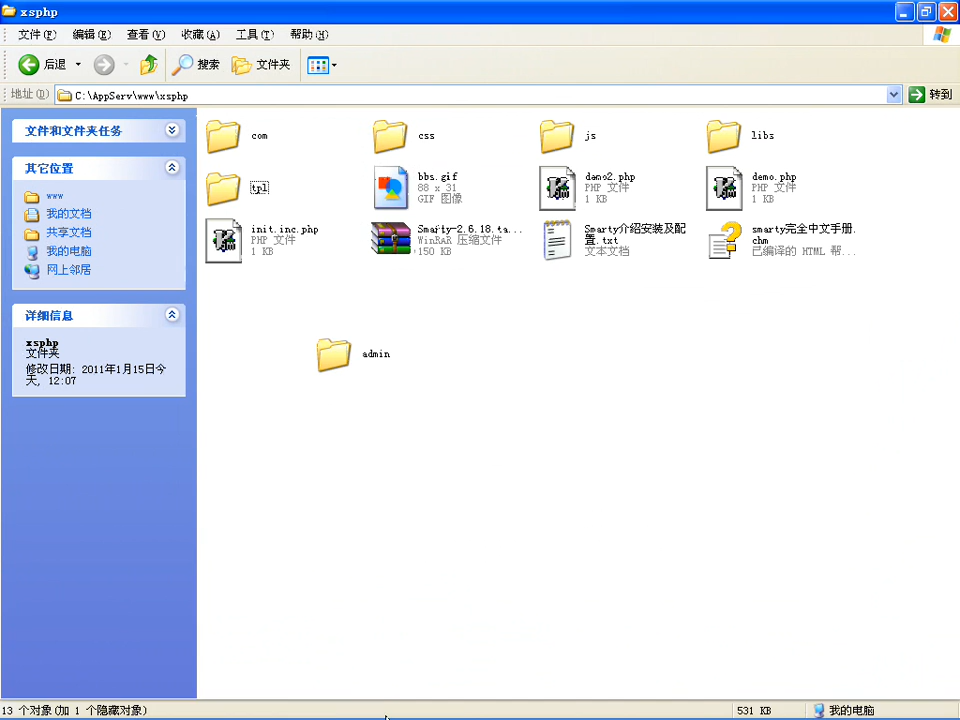 xsphp
文件(F) 编辑(E) 查看(V) 收藏(A) 工具(T) 帮助(H)
后退 搜索 文件夹
地址(D) C:\AppServ\www\xsphp 转到
文件和文件夹任务
其它位置
www
我的文档
共享文档
我的电脑
网上邻居
详细信息
xsphp
文件夹
修改日期: 2011年1月15日今
天, 12:07
com
css
js
libs
tpl
bbs.gif
88 x 31
GIF 图像
demo2.php
PHP 文件
1 KB
demo.php
PHP 文件
1 KB
init.inc.php
PHP 文件
1 KB
Smarty-2.6.18.ta...
WinRAR 压缩文件
150 KB
Smarty介绍安装及配
置.txt
文本文档
smarty完全中文手册.
chm
已编译的 HTML 帮...
admin
13 个对象(加 1 个隐藏对象) 531 KB 我的电脑